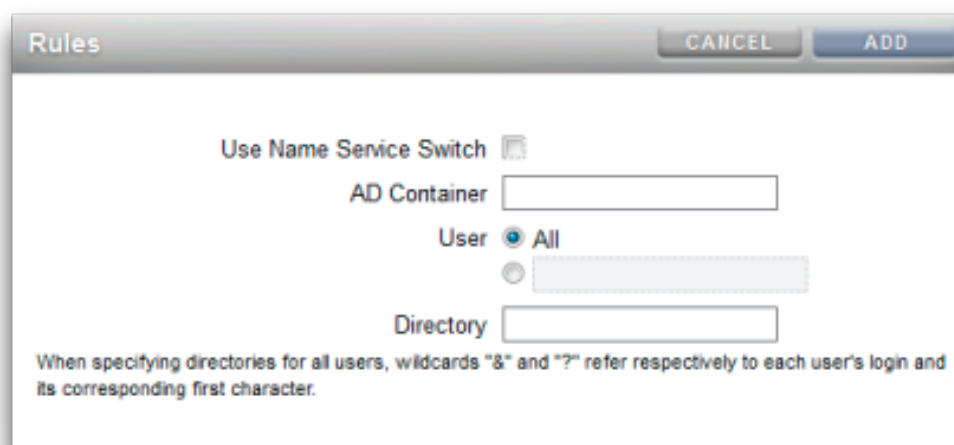 Rules
CANCEL
ADD
Use Name Service Switch
AD Container
User
All
Directory
When specifying directories for all users, wildcards "&" and "?" refer respectively to each user's login and
its corresponding first character.